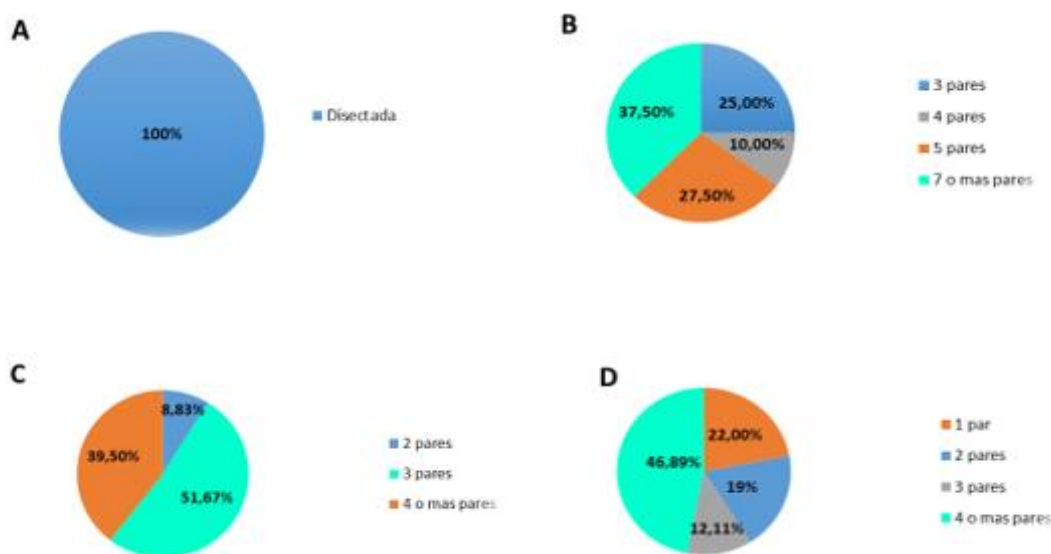 A
100%
Disectada
B
25,00%
10,00%
27,50%
37,50%
3 pares
4 pares
5 pares
7 o mas pares
C
8,83%
51,67%
39,50%
2 pares
3 pares
4 o mas pares
D
22,00%
19%
12,11%
46,89%
1 par
2 pares
3 pares
4 o mas pares